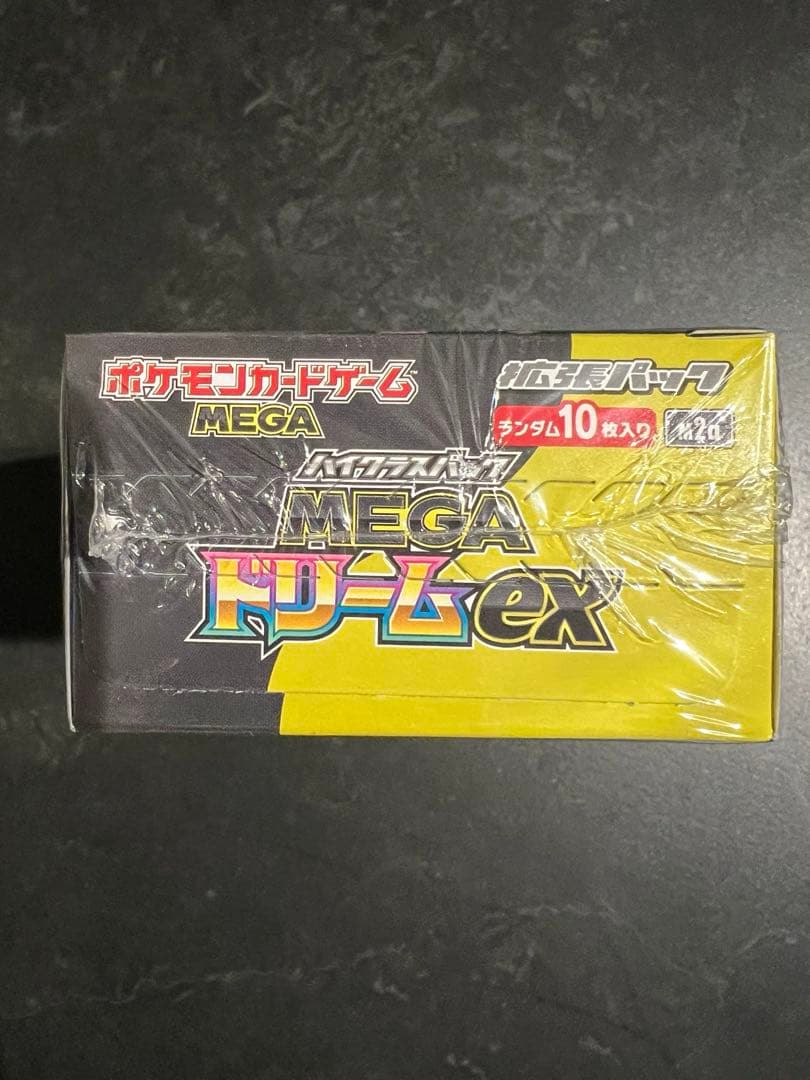 ポケモンカードゲーム™
MEGA
拡張パック
ランダム10枚入り
M2a
ハイクラスパック
MEGA
ドリームex